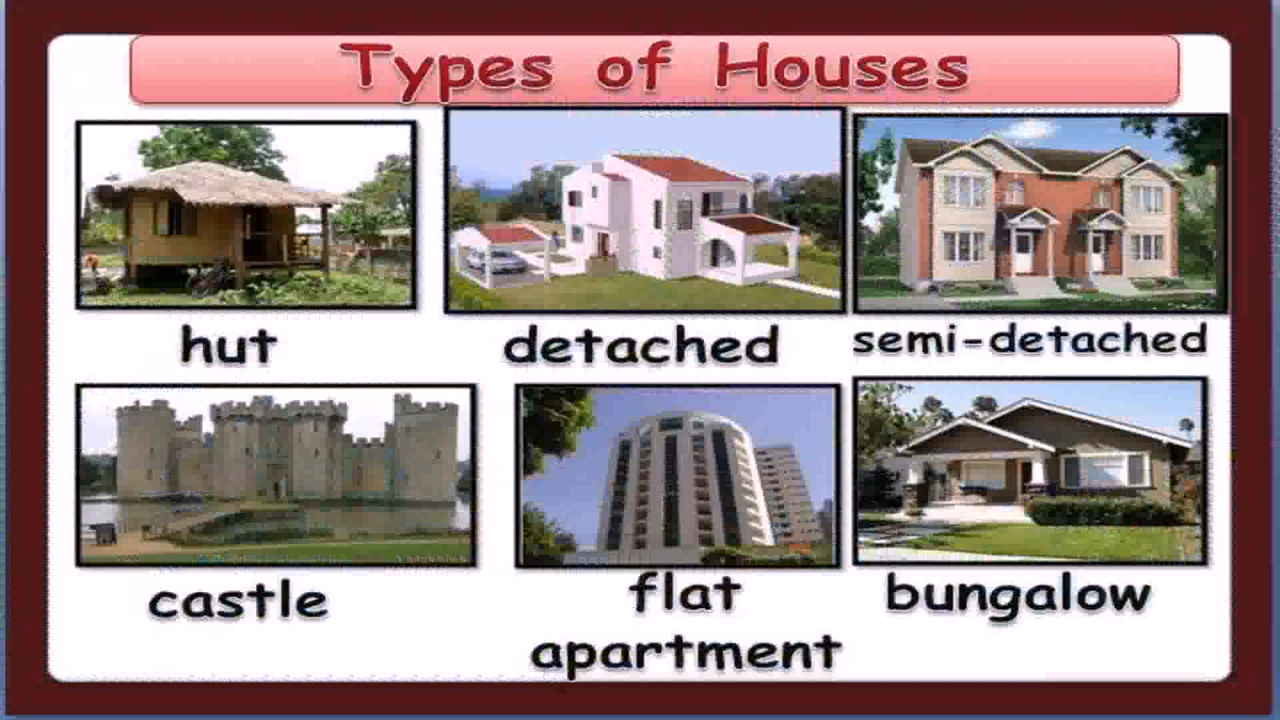 Types of Houses
hut
detached
semi-detached
castle
flat
apartment
bungalow